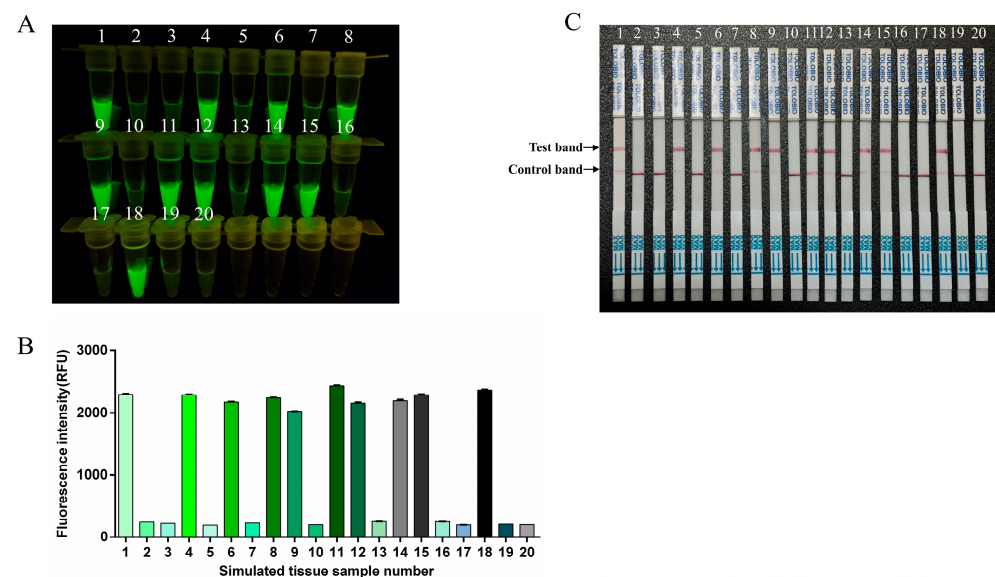 A
1 2 3 4 5 6 7 8
9 10 11 12 13 14 15 16
17 18 19 20
B
Fluorescence intensity(RFU)
3000
2000
1000
0
1 2 3 4 5 6 7 8 9 10 11 12 13 14 15 16 17 18 19 20
Simulated tissue sample number
C
1 2 3 4 5 6 7 8 9 10 11 12 13 14 15 16 17 18 19 20
TOLOBIO
Test band
Control band